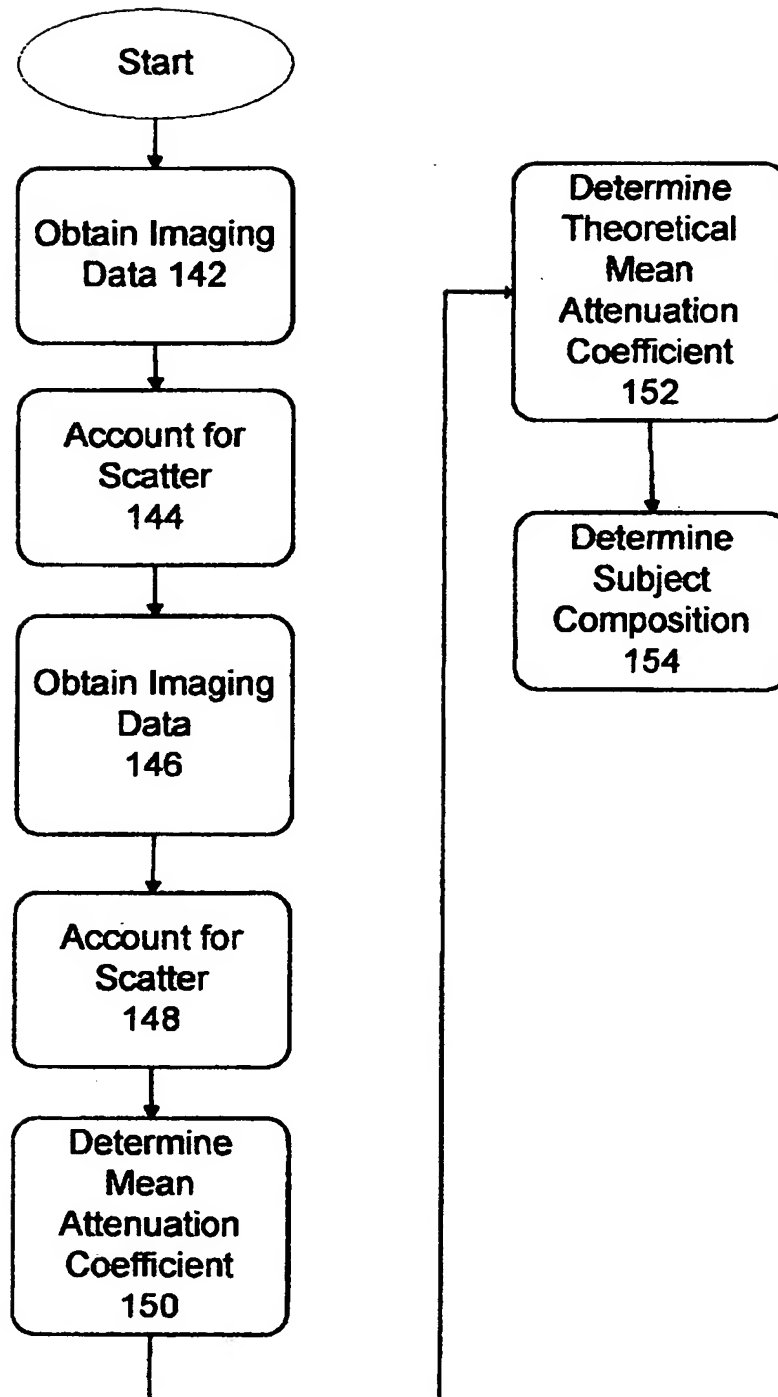 Start
Obtain Imaging
Data 142
Account for
Scatter
144
Obtain Imaging
Data
146
Account for
Scatter
148
Determine
Mean
Attenuation
Coefficient
150
Determine
Theoretical
Mean
Attenuation
Coefficient
152
Determine
Subject
Composition
154